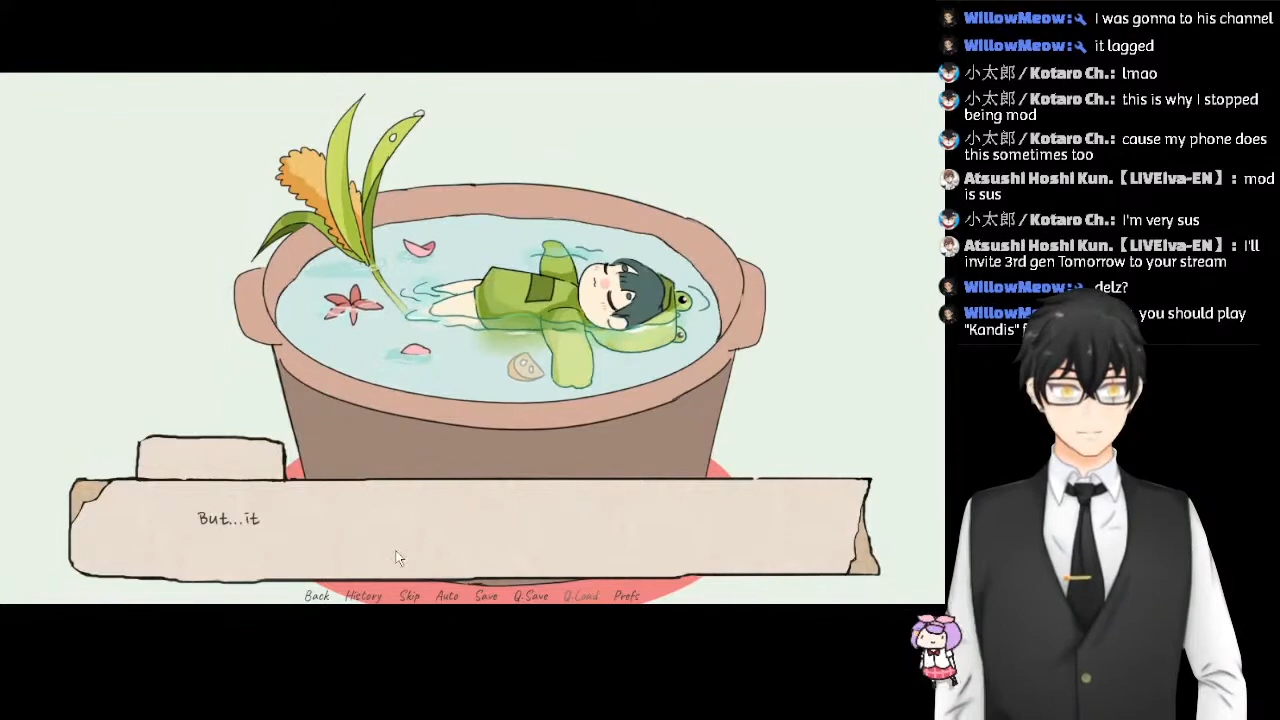 WillowMeow: I was gonna to his channel
WillowMeow: it lagged
小太郎/Kotaro Ch.: lmao
小太郎/Kotaro Ch.: this is why I stopped
being mod
小太郎/Kotaro Ch.: cause my phone does
this sometimes too
Atsushi Hoshi Kun.【LIVEiva-EN】: mod
is sus
小太郎/Kotaro Ch.: I'm very sus
Atsushi Hoshi Kun.【LIVEiva-EN】: I'll
invite 3rd gen Tomorrow to your stream
WillowMeow: delz?
you should play
"Kandis"
But...it
Back History Skip Auto Save Q.Save Q.Load Prefs